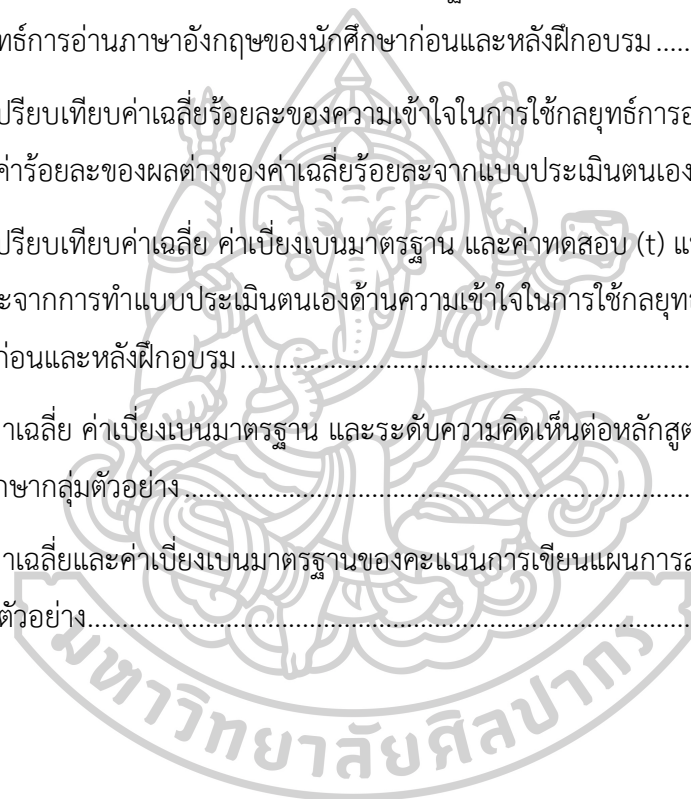 ทธ์การอ่านภาษาอังกฤษของนักศึกษาก่อนและหลังฝึกอบรม .....
ปรียบเทียบค่าเฉลี่ยร้อยละของความเข้าใจในการใช้กลยุทธ์การอ
ค่าร้อยละของผลต่างของค่าเฉลี่ยร้อยละจากแบบประเมินตนเอง
ปรียบเทียบค่าเฉลี่ย ค่าเบี่ยงเบนมาตรฐาน และค่าทดสอบ (t) แ
ะจากการทำแบบประเมินตนเองด้านความเข้าใจในการใช้กลยุท
ก่อนและหลังฝึกอบรม ........................................................................
าเฉลี่ย ค่าเบี่ยงเบนมาตรฐาน และระดับความคิดเห็นต่อหลักสูต
กษากลุ่มตัวอย่าง ................................................................................
าเฉลี่ยและค่าเบี่ยงเบนมาตรฐานของคะแนนการเขียนแผนการส
ตัวอย่าง..............................................................................................
มหาวิทยาลัยศิลปากร